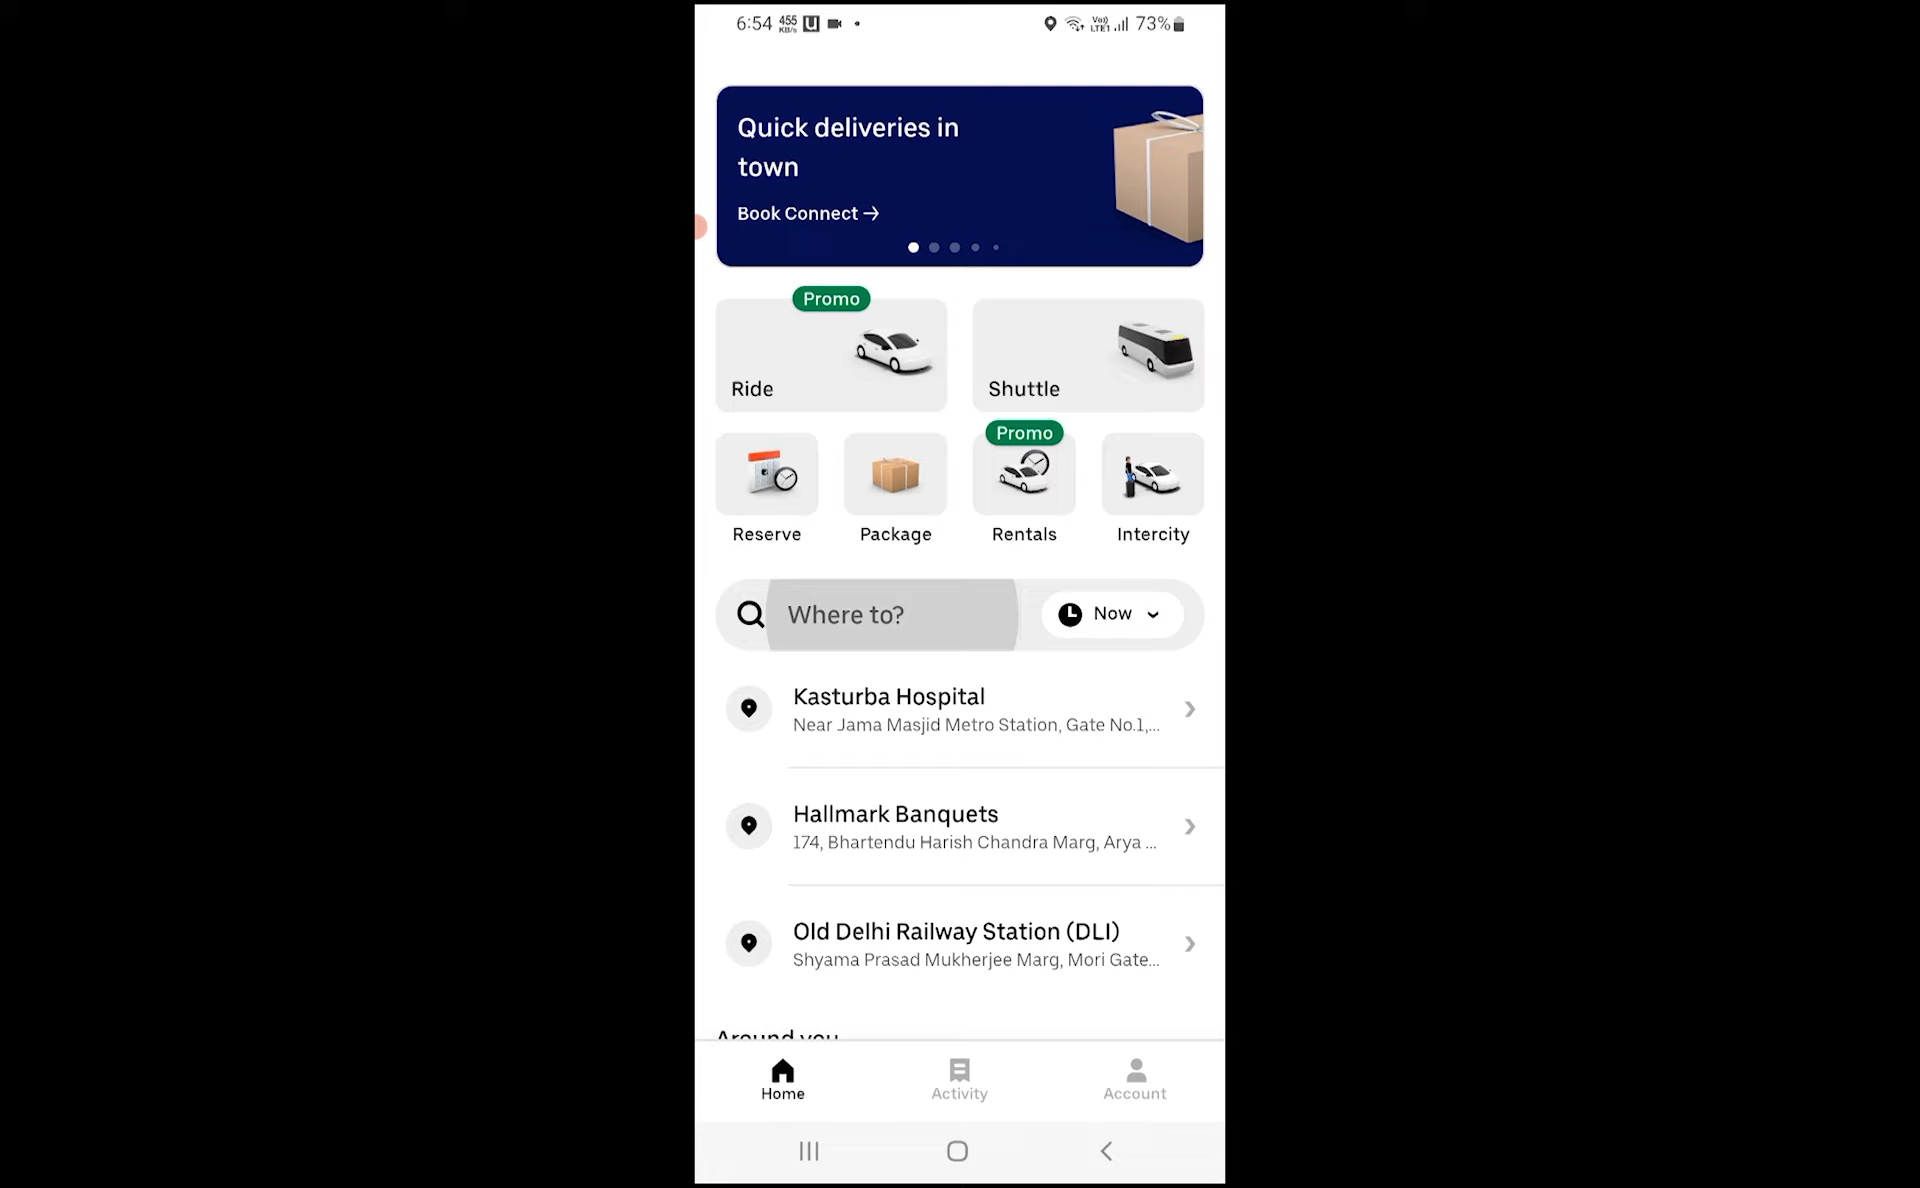 6:54 455 KB/s 73%
Quick deliveries in
town
Book Connect →
Promo
Ride
Shuttle
Promo
Reserve
Package
Rentals
Intercity
Where to?
Now
Kasturba Hospital
Near Jama Masjid Metro Station, Gate No.1,...
Hallmark Banquets
174, Bhartendu Harish Chandra Marg, Arya ...
Old Delhi Railway Station (DLI)
Shyama Prasad Mukherjee Marg, Mori Gate...
Around you
Home
Activity
Account